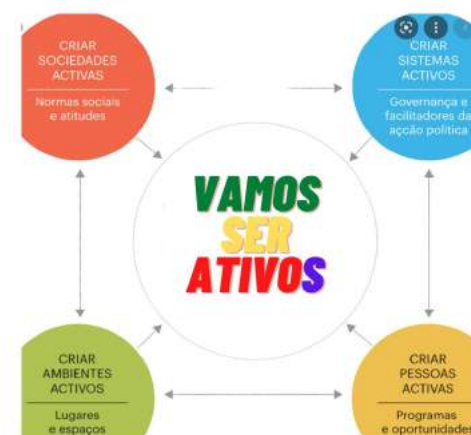 CRIAR
SOCIEDADES
ACTIVAS
Normas sociais
e atitudes
CRIAR
SISTEMAS
ACTIVOS
Governança e
facilitadores da
acção política
VAMOS
SER
ATIVOS
CRIAR
AMBIENTES
ACTIVOS
Lugares
e espaços
CRIAR
PESSOAS
ACTIVAS
Programas
e oportunidades